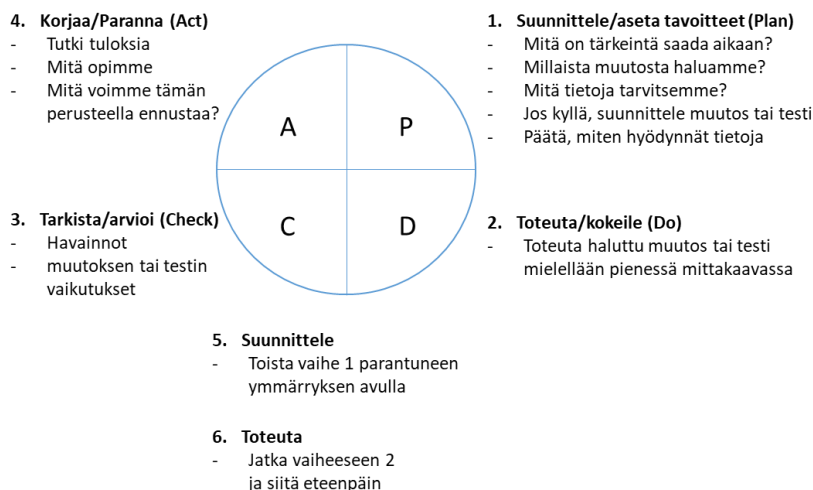 4. Korjaa/Paranna (Act)
- Tutki tuloksia
- Mitä opimme
- Mitä voimme tämän
perusteella ennustaa?
1. Suunnittele/aseta tavoitteet (Plan)
- Mitä on tärkeintä saada aikaan?
- Millaista muutosta haluamme?
- Mitä tietoja tarvitsemme?
- Jos kyllä, suunnittele muutos tai testi
- Päätä, miten hyödynnät tietoja
A
P
C
D
3. Tarkista/arvioi (Check)
- Havainnot
- muutoksen tai testin
vaikutukset
2. Toteuta/kokeile (Do)
- Toteuta haluttu muutos tai testi
mielellään pienessä mittakaavassa
5. Suunnittele
- Toista vaihe 1 parantuneen
ymmärryksen avulla
6. Toteuta
- Jatka vaiheeseen 2
ja siitä eteenpäin